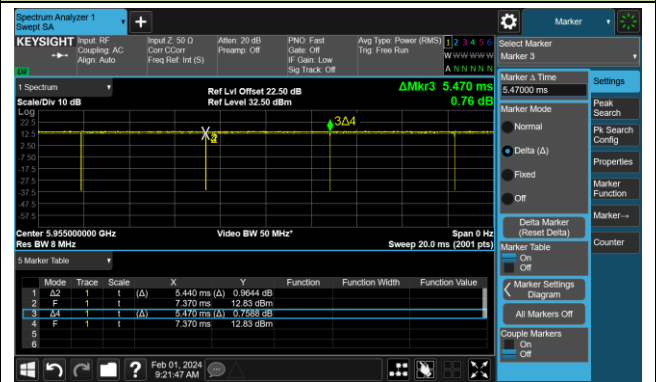 Spectrum Analyzer 1
Swept SA
Marker
KEYSIGHT
Input: RF
Coupling: AC
Align: Auto
Input Z: 50 Ω
Corr CCorr
Freq Ref: Int (S)
Atten: 20 dB
Preamp: Off
PNO: Fast
Gate: Off
IF Gain: Low
Sig Track: Off
Avg Type: Power (RMS)
Trig: Free Run
1 2 3 4 5 6
W W W W W W
A N N N N N
Select Marker
Marker 3
LXI
1 Spectrum
Scale/Div 10 dB
Ref Lvl Offset 22.50 dB
Ref Level 32.50 dBm
ΔMkr3 5.470 ms
0.76 dB
Log
22.5
12.5
2.50
-7.50
-17.5
-27.5
-37.5
-47.5
-57.5
3Δ4
Center 5.955000000 GHz
Res BW 8 MHz
Video BW 50 MHz*
Span 0 Hz
Sweep 20.0 ms (2001 pts)
5 Marker Table
Mode Trace Scale X Y Function Function Width Function Value
1 Δ2 1 t (Δ) 5.440 ms (Δ) 0.9644 dB
2 F 1 t 7.370 ms 12.83 dBm
3 Δ4 1 t (Δ) 5.470 ms (Δ) 0.7588 dB
4 F 1 t 7.370 ms 12.83 dBm
5
6
Marker Δ Time
5.47000 ms
Marker Mode
Normal
Delta (Δ)
Fixed
Off
Delta Marker
(Reset Delta)
Marker Table
On
Off
Marker Settings
Diagram
All Markers Off
Couple Markers
On
Off
Settings
Peak
Search
Pk Search
Config
Properties
Marker
Function
Marker→
Counter
?
Feb 01, 2024
9:21:47 AM